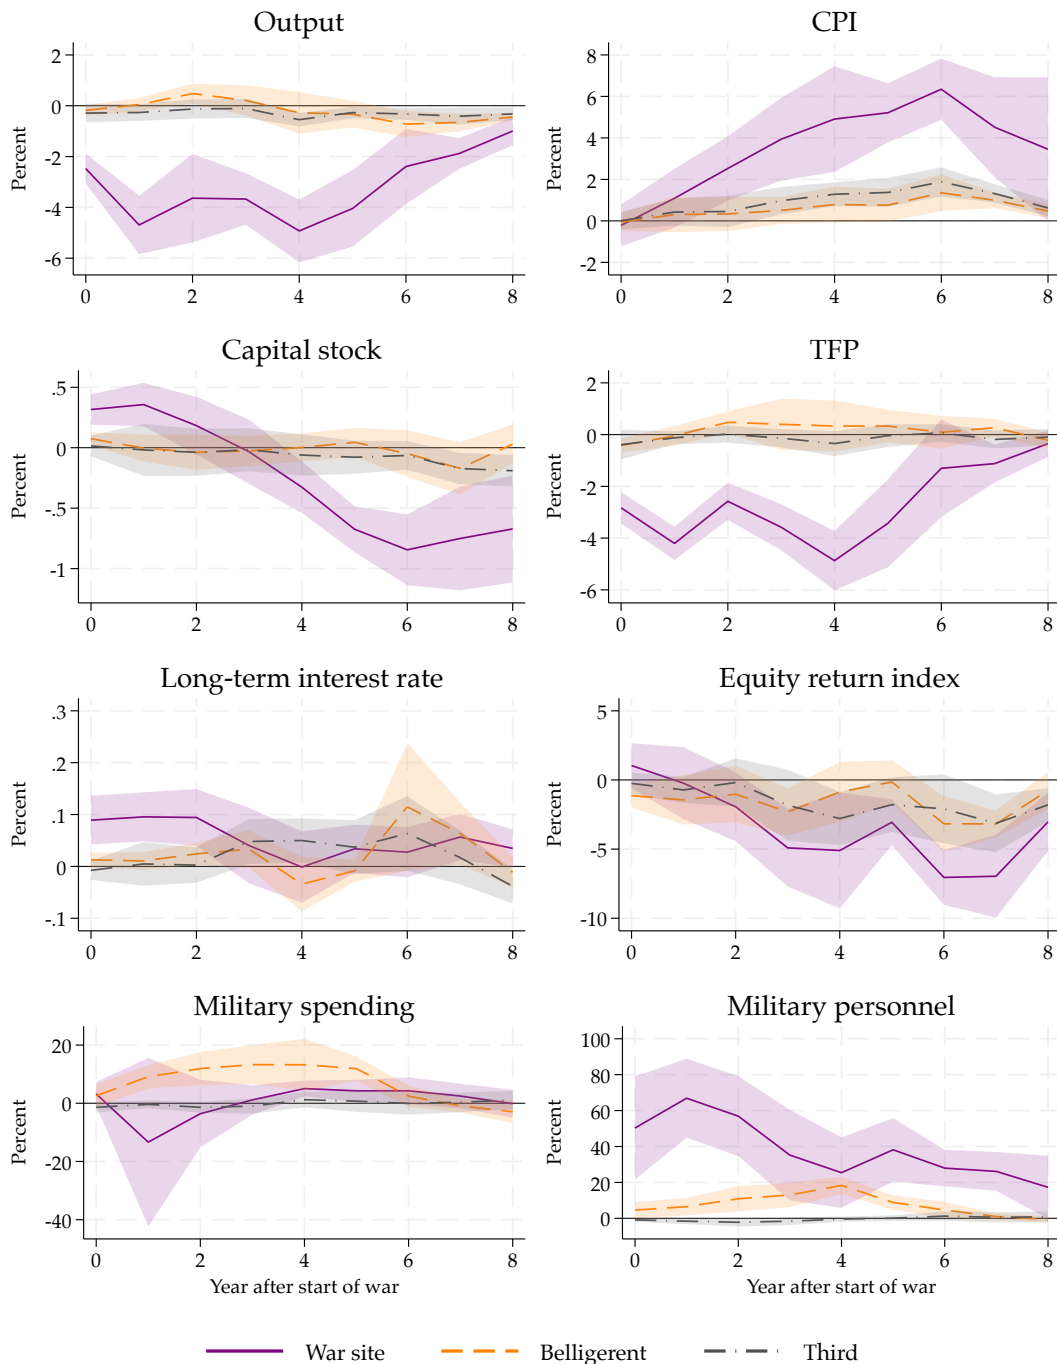 Output
CPI
Percent
2
0
-2
-4
-6
0 2 4 6 8
Percent
8
6
4
2
0
-2
0 2 4 6 8
Capital stock
TFP
Percent
.5
0
-.5
-1
0 2 4 6 8
Percent
2
0
-2
-4
-6
0 2 4 6 8
Long-term interest rate
Equity return index
Percent
.3
.2
.1
0
-.1
0 2 4 6 8
Percent
5
0
-5
-10
0 2 4 6 8
Military spending
Military personnel
Percent
20
0
-20
-40
0 2 4 6 8
Year after start of war
Percent
100
80
60
40
20
0
0 2 4 6 8
Year after start of war
War site Belligerent Third